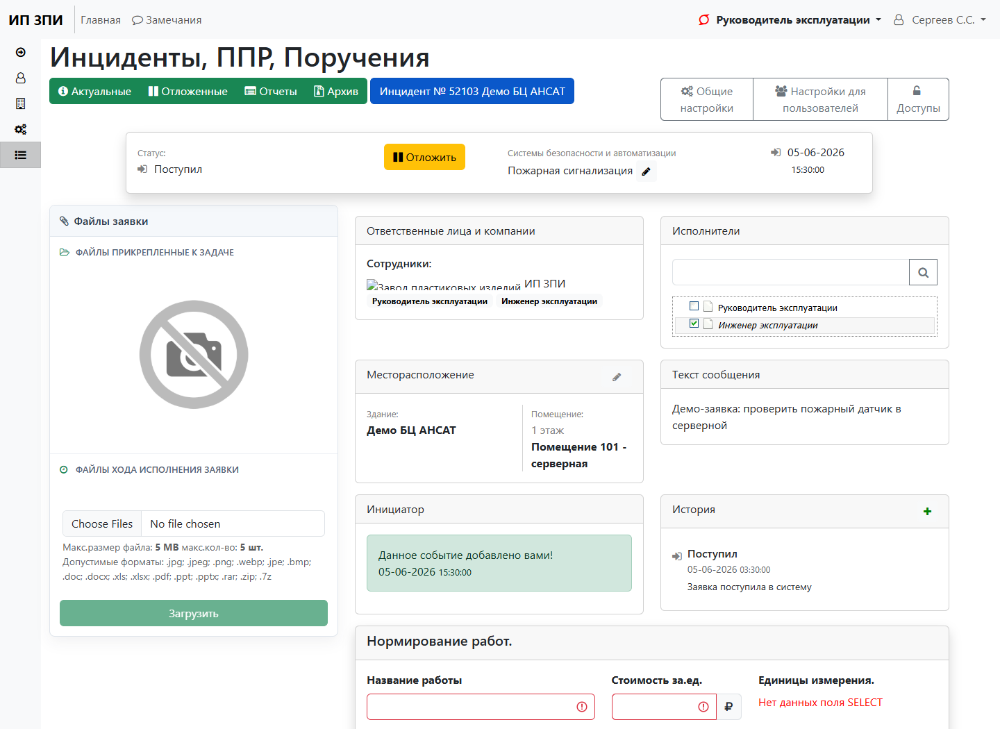 ИП ЗПИ
Главная
Замечания
Руководитель эксплуатации
Сергеев С.С.
Инциденты, ППР, Поручения
Актуальные
Отложенные
Отчеты
Архив
Инцидент № 52103 Демо БЦ АНСАТ
Общие
настройки
Настройки для
пользователей
Доступы
Статус:
Поступил
Отложить
Системы безопасности и автоматизации
Пожарная сигнализация
05-06-2026
15:30:00
Файлы заявки
ФАЙЛЫ ПРИКРЕПЛЕННЫЕ К ЗАДАЧЕ
ФАЙЛЫ ХОДА ИСПОЛНЕНИЯ ЗАЯВКИ
Choose Files No file chosen
Макс.размер файла: 5 MB макс.кол-во: 5 шт.
Допустимые форматы: .jpg; .jpeg; .png; .webp; .jpe; .bmp;
.doc; .docx; .xls; .xlsx; .pdf; .ppt; .pptx; .rar; .zip; .7z
Загрузить
Ответственные лица и компании
Сотрудники:
Завод пластиковых изделий ИП ЗПИ
Руководитель эксплуатации Инженер эксплуатации
Исполнители
Руководитель эксплуатации
Инженер эксплуатации
Месторасположение
Здание:
Демо БЦ АНСАТ
Помещение:
1 этаж
Помещение 101 -
серверная
Текст сообщения
Демо-заявка: проверить пожарный датчик в
серверной
Инициатор
Данное событие добавлено вами!
05-06-2026 15:30:00
История
Поступил
05-06-2026 03:30:00
Заявка поступила в систему
Нормирование работ.
Название работы
Стоимость за.ед.
₽
Единицы измерения.
Нет данных поля SELECT